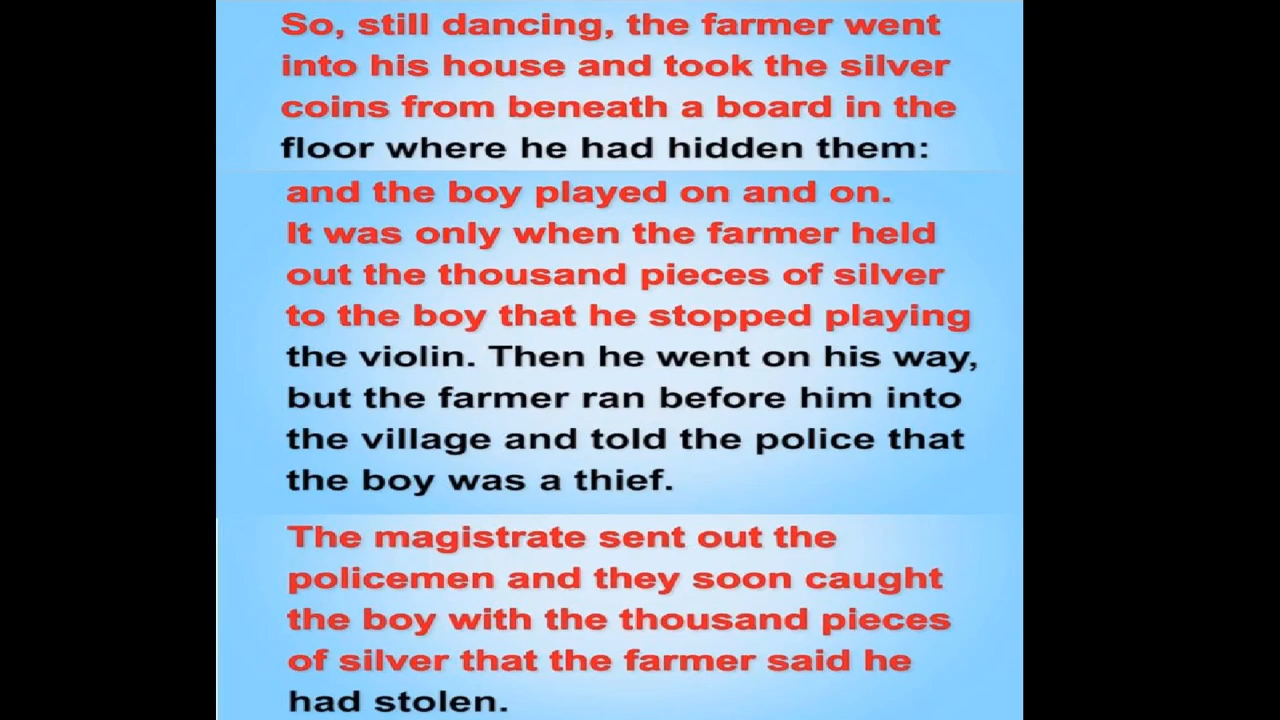 So, still dancing, the farmer went
into his house and took the silver
coins from beneath a board in the
floor where he had hidden them:
and the boy played on and on.
It was only when the farmer held
out the thousand pieces of silver
to the boy that he stopped playing
the violin. Then he went on his way,
but the farmer ran before him into
the village and told the police that
the boy was a thief.
The magistrate sent out the
policemen and they soon caught
the boy with the thousand pieces
of silver that the farmer said he
had stolen.